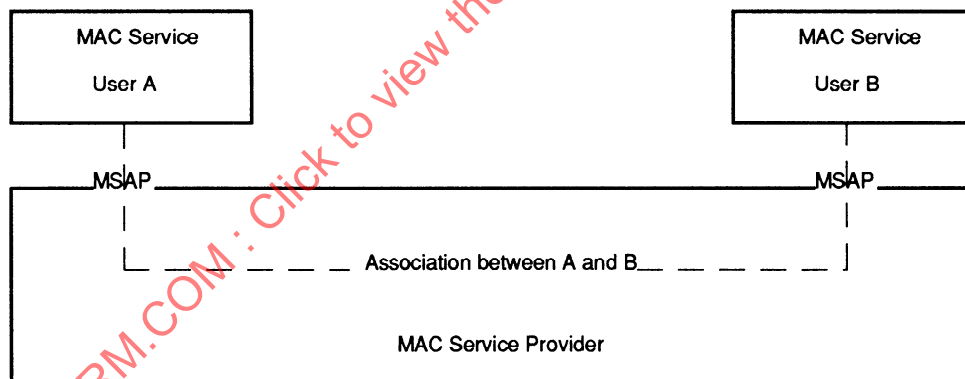 MAC Service
User A
MAC Service
User B
MSAP
MSAP
Association between A and B
MAC Service Provider
RM.COM : Click to view the